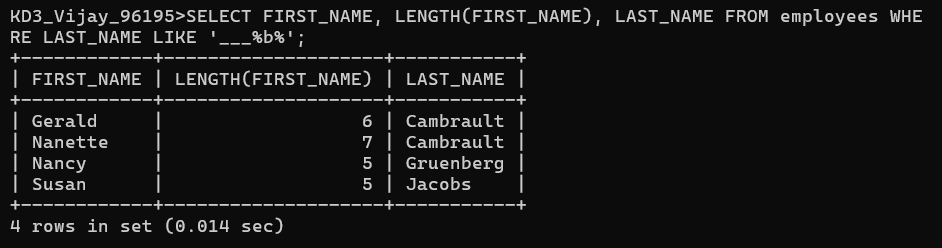 KD3_Vijay_96195>SELECT FIRST_NAME, LENGTH(FIRST_NAME), LAST_NAME FROM employees WHE
RE LAST_NAME LIKE '___%b%';
+------------+--------------------+-----------+
| FIRST_NAME | LENGTH(FIRST_NAME) | LAST_NAME |
+------------+--------------------+-----------+
| Gerald     |                  6 | Cambrault |
| Nanette    |                  7 | Cambrault |
| Nancy      |                  5 | Gruenberg |
| Susan      |                  5 | Jacobs    |
+------------+--------------------+-----------+
4 rows in set (0.014 sec)